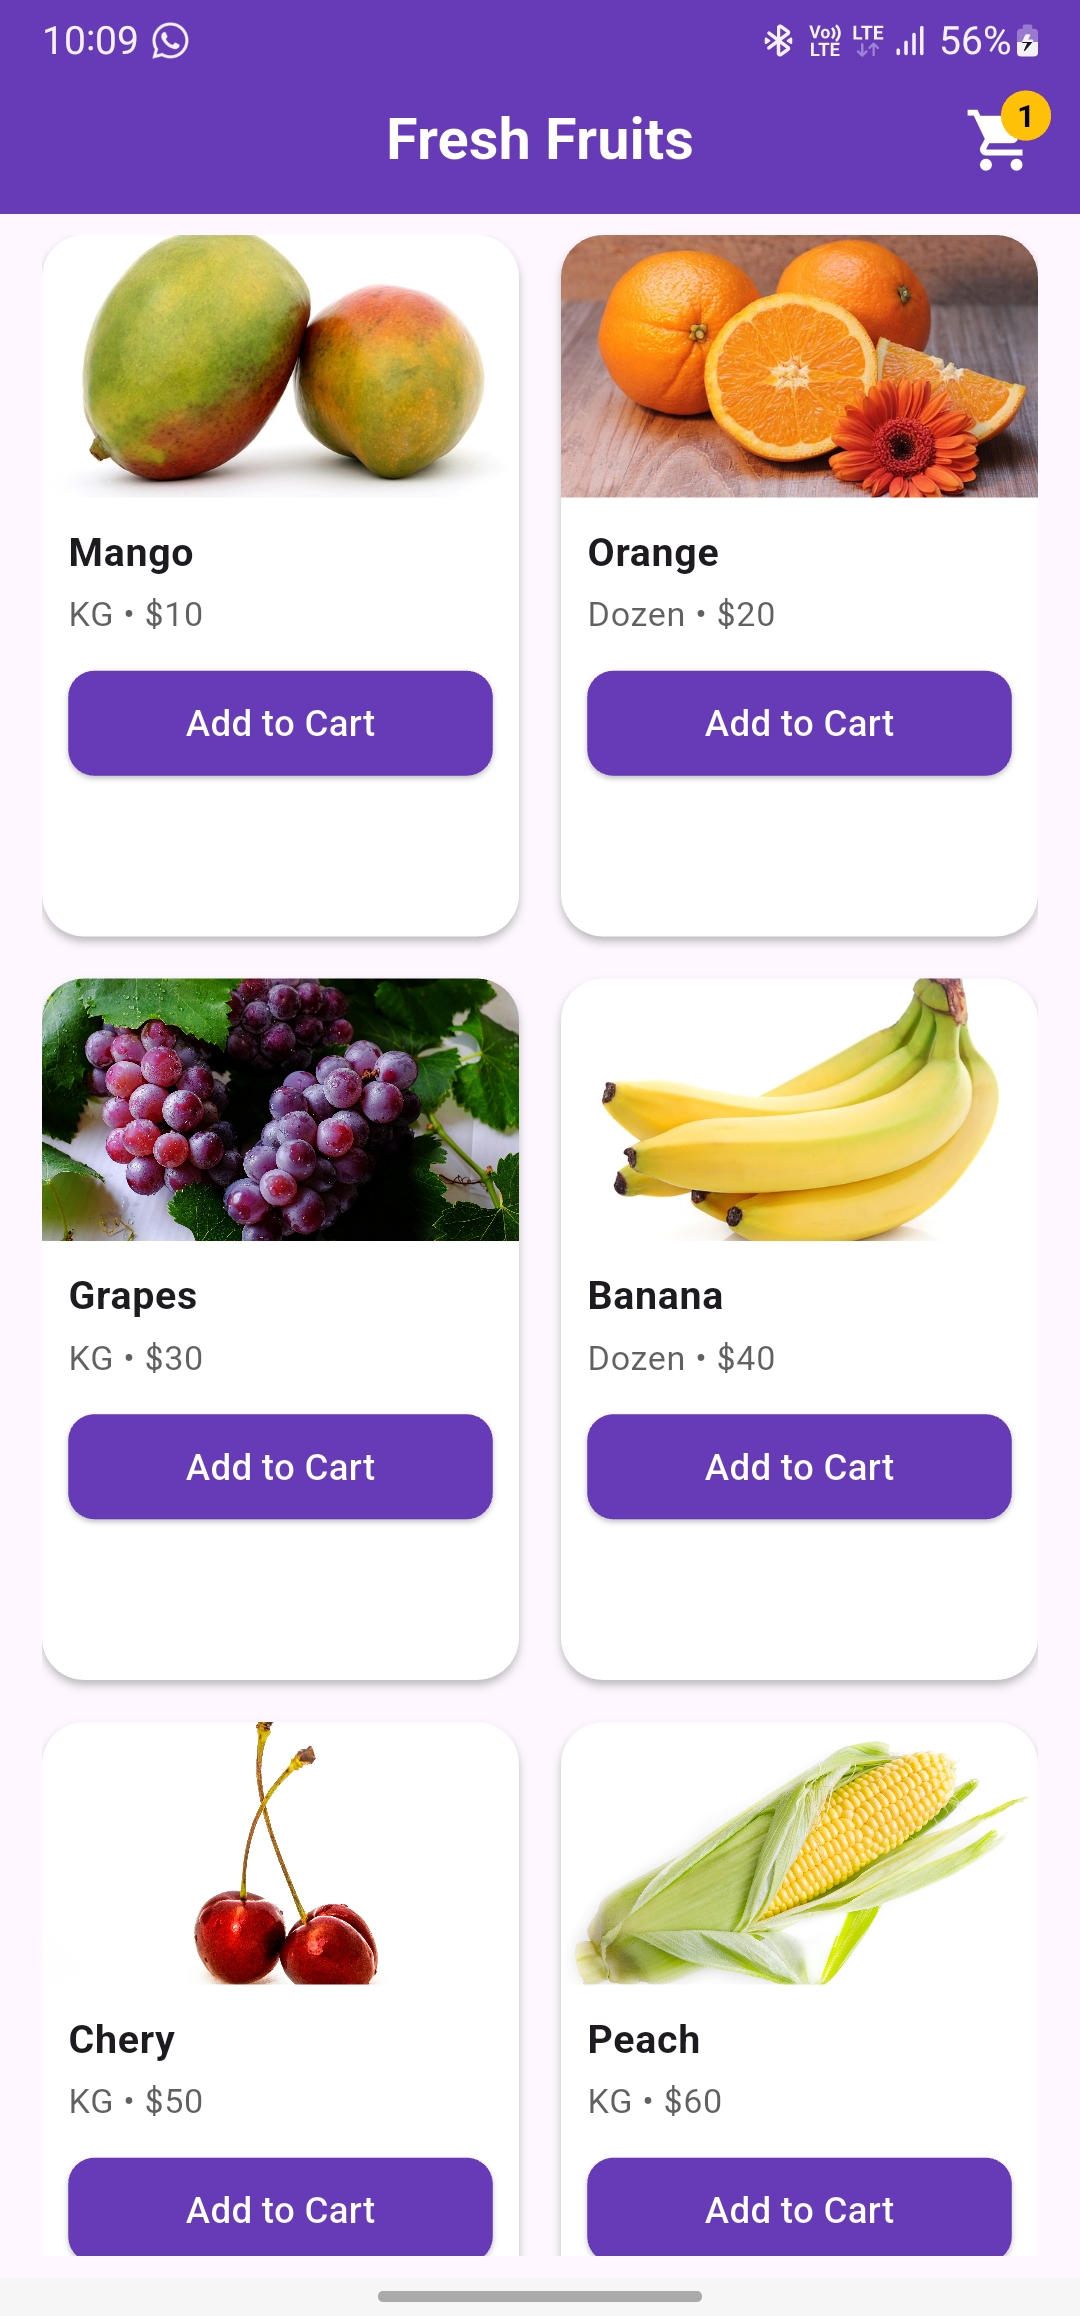 10:09 Vo)) LTE LTE 56%
Fresh Fruits 1
Mango Orange
KG • $10 Dozen • $20
Add to Cart Add to Cart
Grapes Banana
KG • $30 Dozen • $40
Add to Cart Add to Cart
Chery Peach
KG • $50 KG • $60
Add to Cart Add to Cart